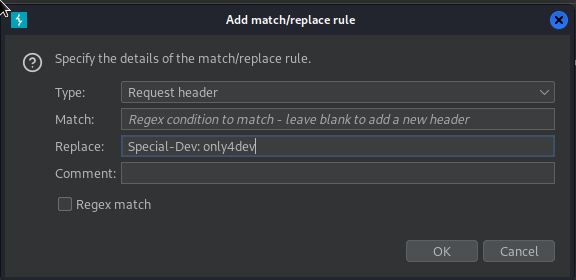 Add match/replace rule
Specify the details of the match/replace rule.
Type: Request header
Match: Regex condition to match - leave blank to add a new header
Replace: Special-Dev: only4dev
Comment:
Regex match
OK Cancel